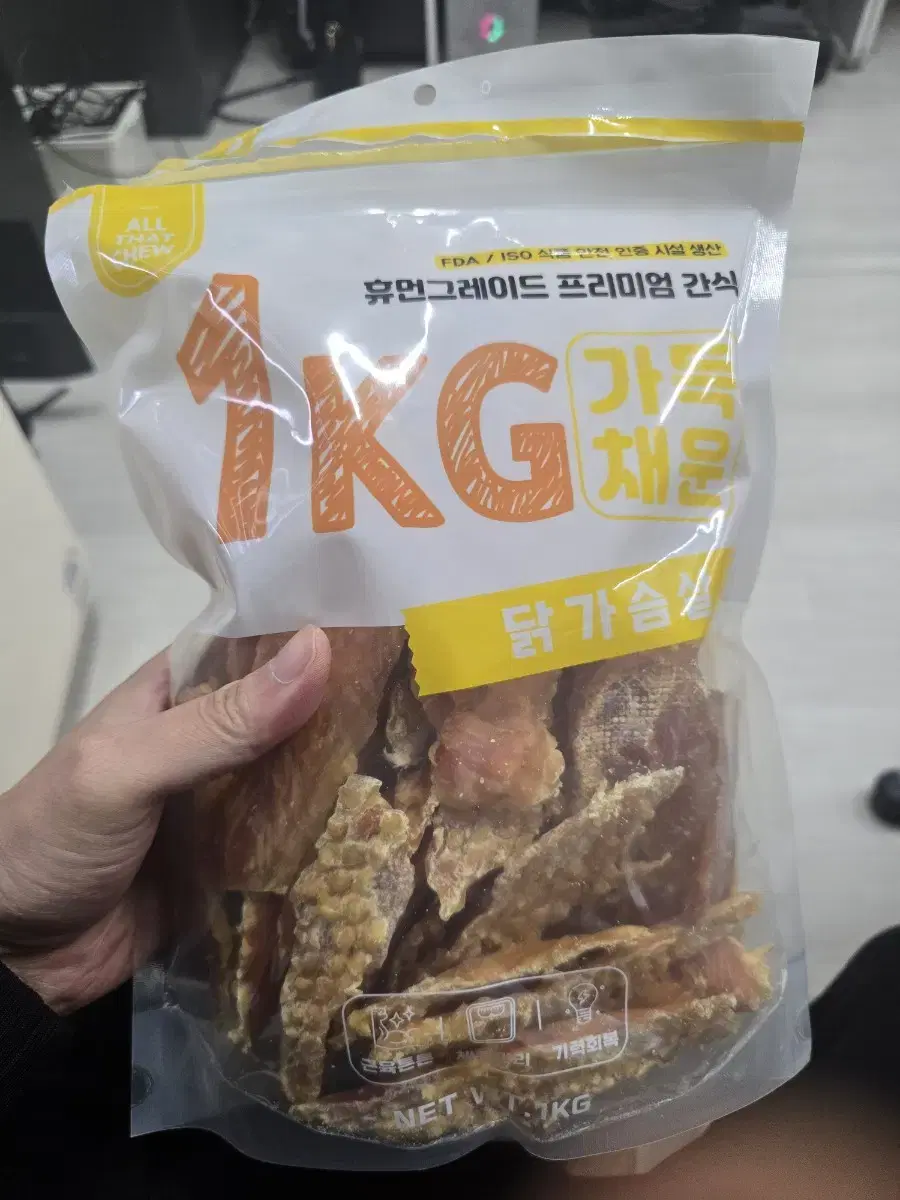 ALL
THAT
CHEW
FDA / ISO 식품 안전 인증 시설 생산
휴먼그레이드 프리미엄 간식
1KG
가득
채운
닭가슴살
근육튼튼
기력회복
NET WT. 1KG